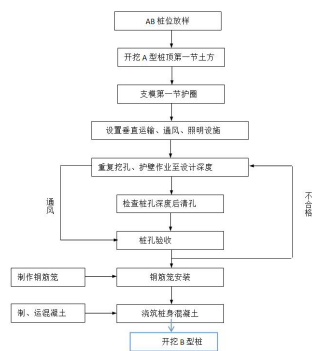 AB桩位放样
开挖A型桩顶第一节土方
支模第一节护圈
设置垂直运输、通风、照明设施
重复挖孔、护壁作业至设计深度
通风
不合格
检查桩孔深度后清孔
桩孔验收
制作钢筋笼
钢筋笼安装
制、运混凝土
浇筑桩身混凝土
开挖B型桩